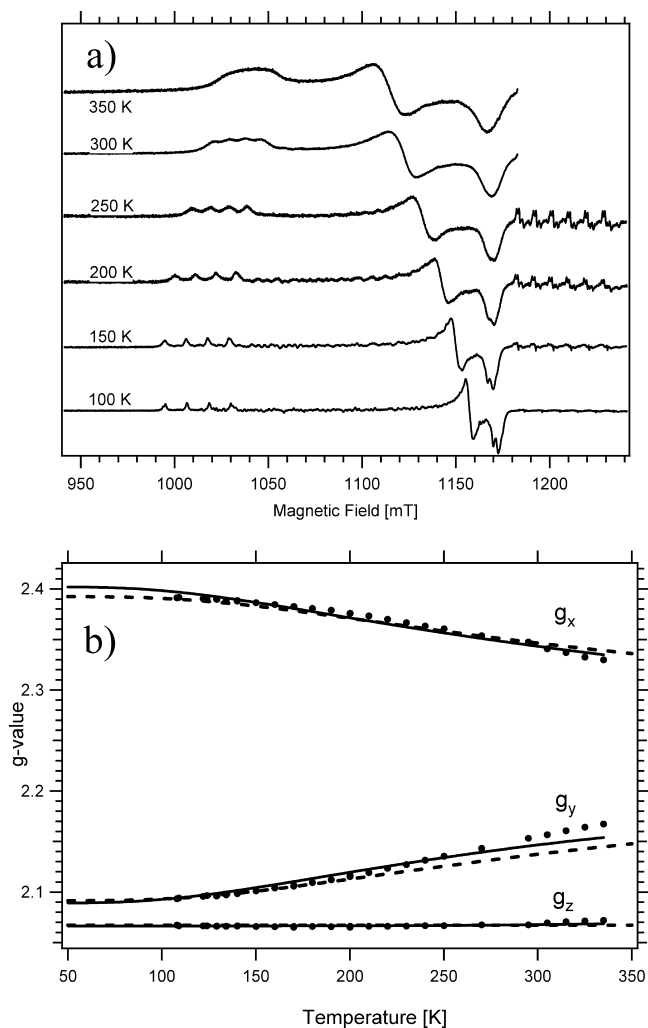 a)
350 K
300 K
250 K
200 K
150 K
100 K
950 1000 1050 1100 1150 1200
Magnetic Field [mT]
b)
2.4
2.3
2.2
2.1
g-value
gx
gy
gz
50 100 150 200 250 300 350
Temperature [K]